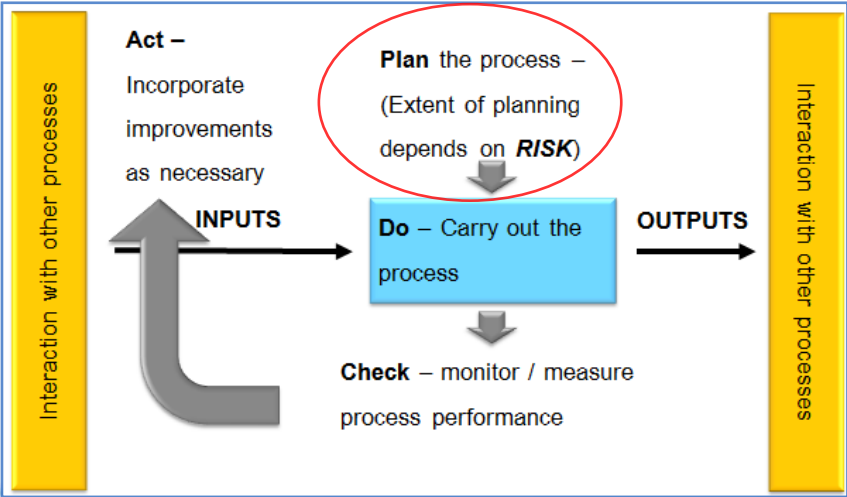 Interaction with other processes
Act –
Incorporate
improvements
as necessary
Plan the process –
(Extent of planning
depends on RISK)
INPUTS
Do – Carry out the
process
OUTPUTS
Check – monitor / measure
process performance
Interaction with other processes